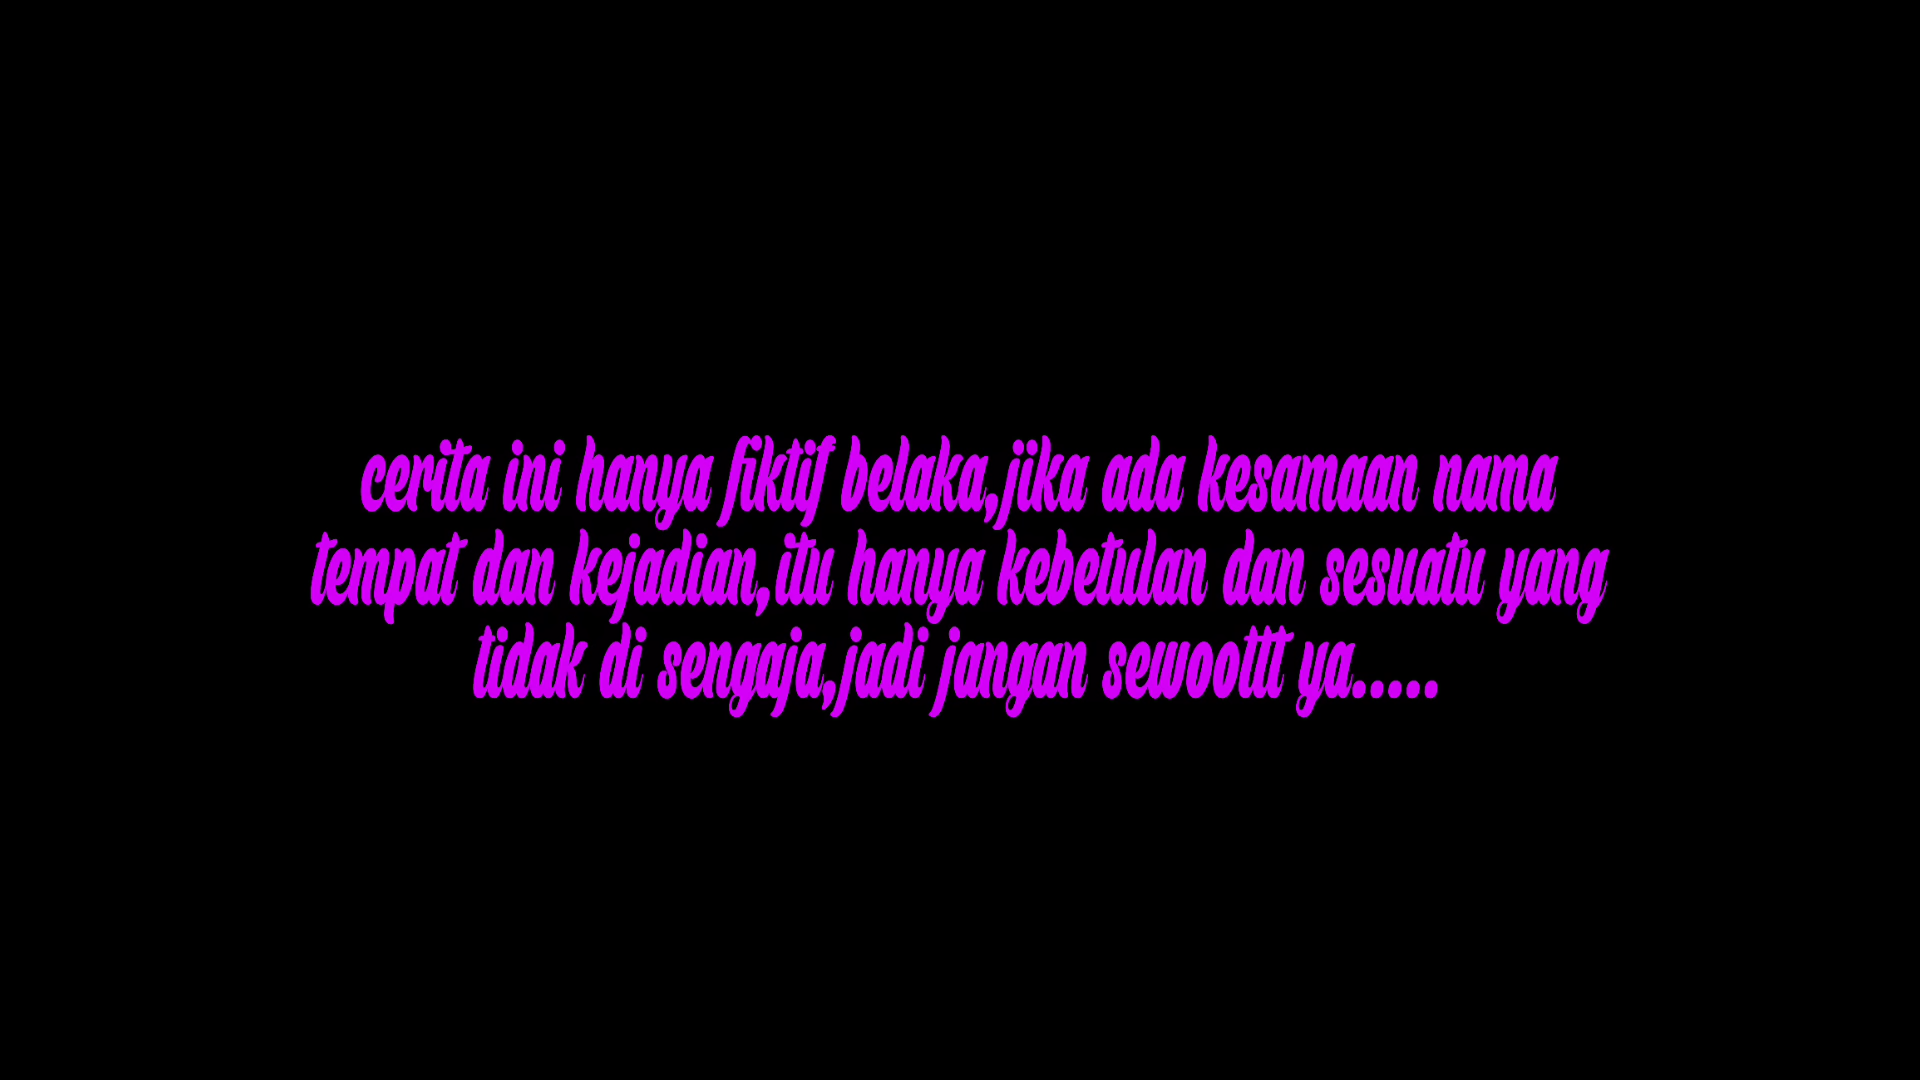 cerita ini hanya fiktif belaka,jika ada kesamaan nama
tempat dan kejadian,itu hanya kebetulan dan sesuatu yang
tidak di sengaja,jadi jangan sewoottt ya.....